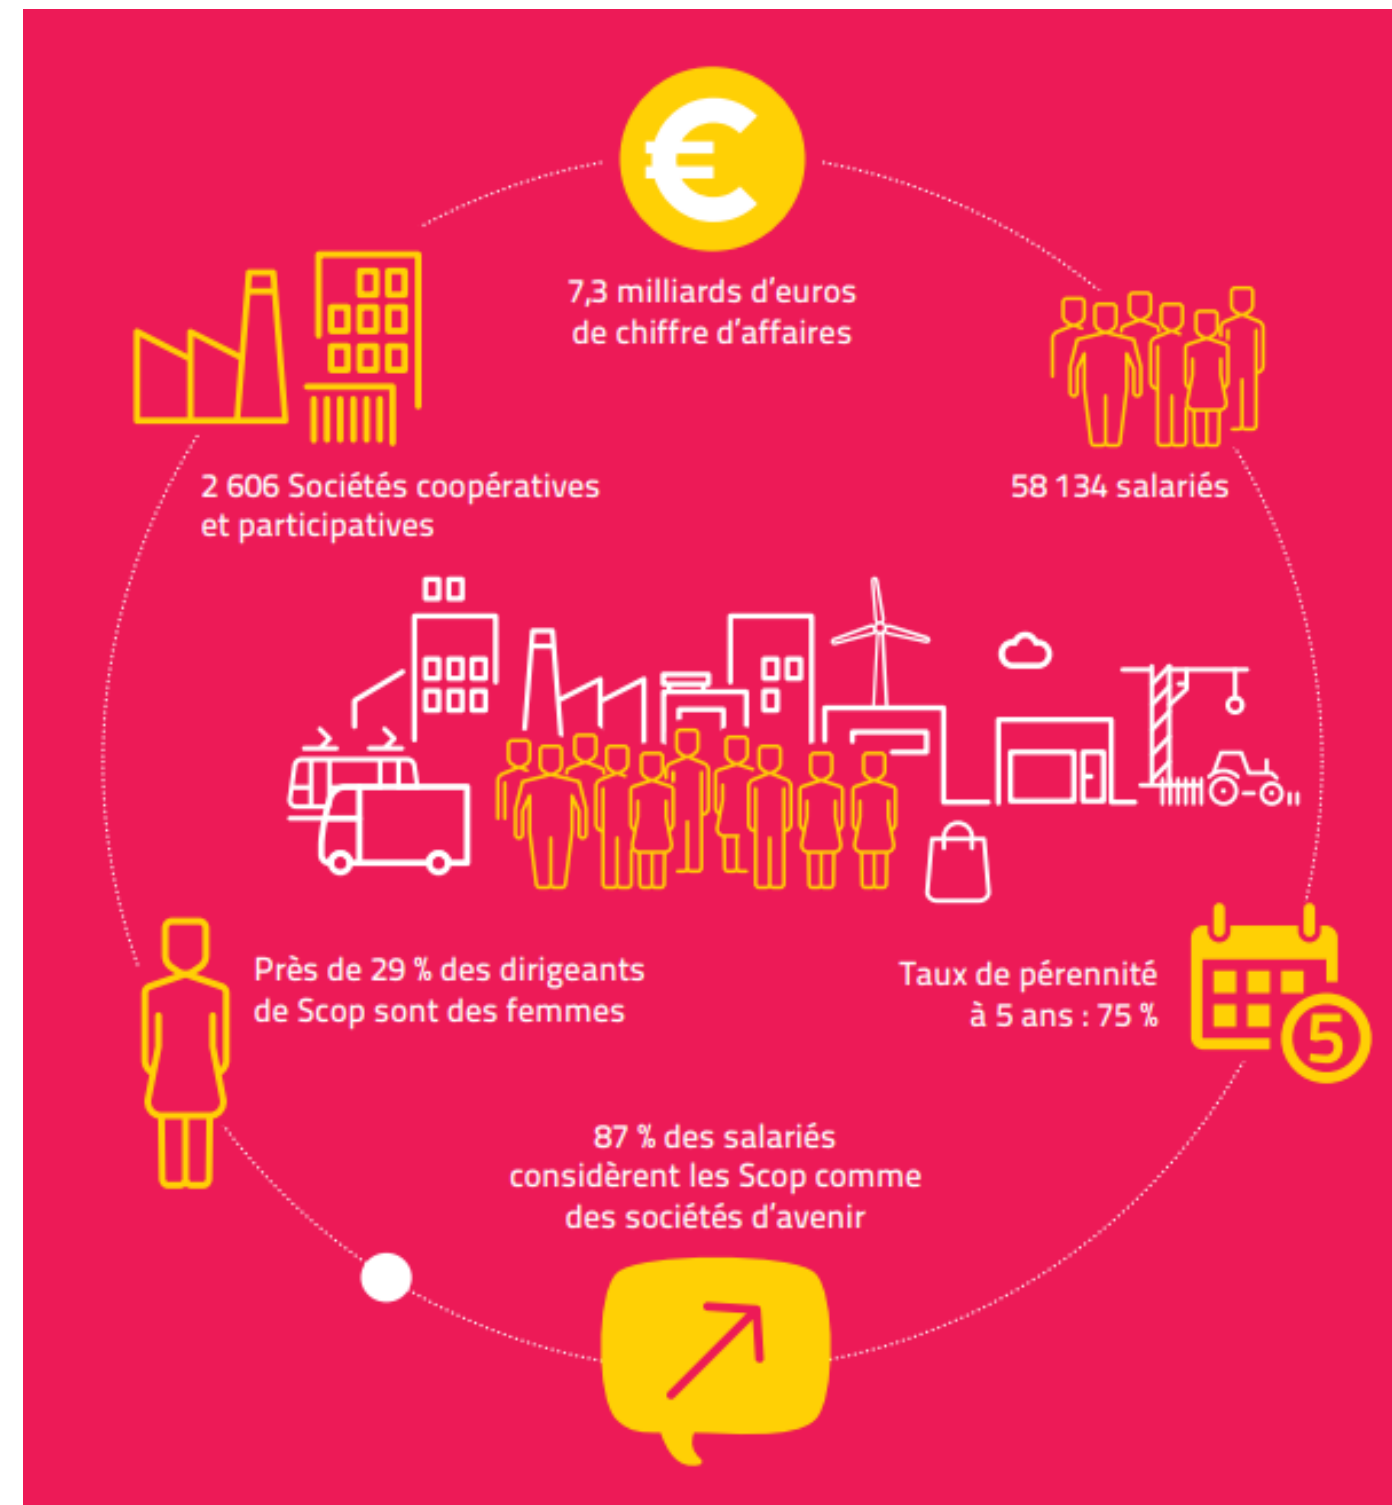 €
7,3 milliards d'euros
de chiffre d'affaires
2 606 Sociétés coopératives
et participatives
58 134 salariés
Près de 29 % des dirigeants
de Scop sont des femmes
Taux de pérennité
à 5 ans : 75 %
5
87 % des salariés
considèrent les Scop comme
des sociétés d'avenir